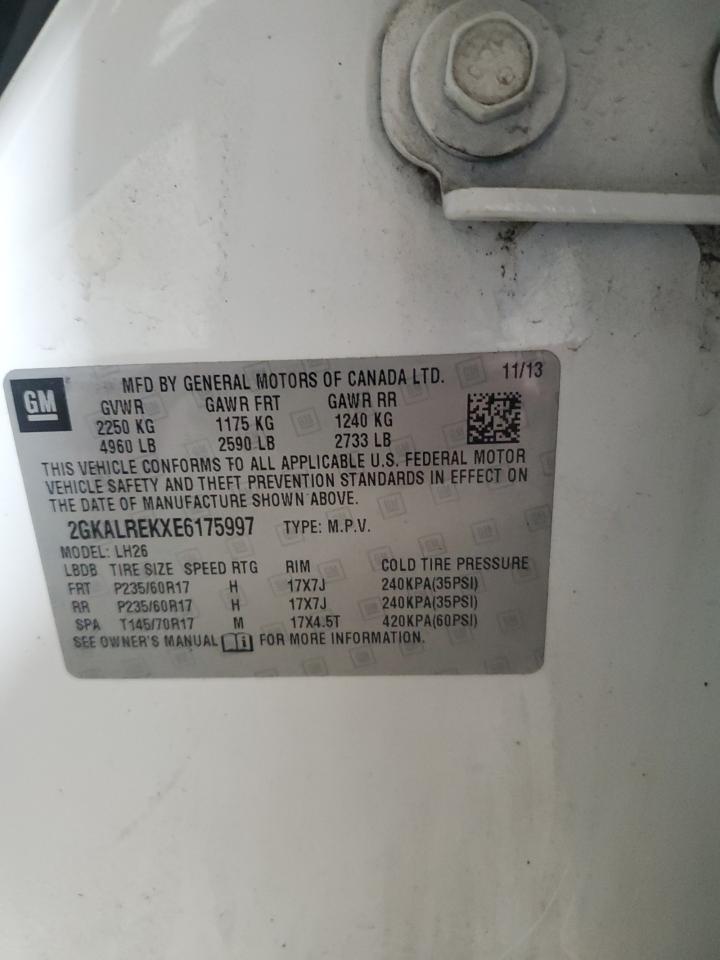 GM
MFD BY GENERAL MOTORS OF CANADA LTD. 11/13
GVWR GAWR FRT GAWR RR
2250 KG 1175 KG 1240 KG
4960 LB 2590 LB 2733 LB
THIS VEHICLE CONFORMS TO ALL APPLICABLE U.S. FEDERAL MOTOR
VEHICLE SAFETY AND THEFT PREVENTION STANDARDS IN EFFECT ON
THE DATE OF MANUFACTURE SHOWN ABOVE.
2GKALREKXE6175997 TYPE: M.P.V.
MODEL: LH26
LBDB TIRE SIZE SPEED RTG RIM COLD TIRE PRESSURE
FRT P235/60R17 H 17X7J 240KPA(35PSI)
RR P235/60R17 H 17X7J 240KPA(35PSI)
SPA T145/70R17 M 17X4.5T 420KPA(60PSI)
SEE OWNER'S MANUAL FOR MORE INFORMATION.